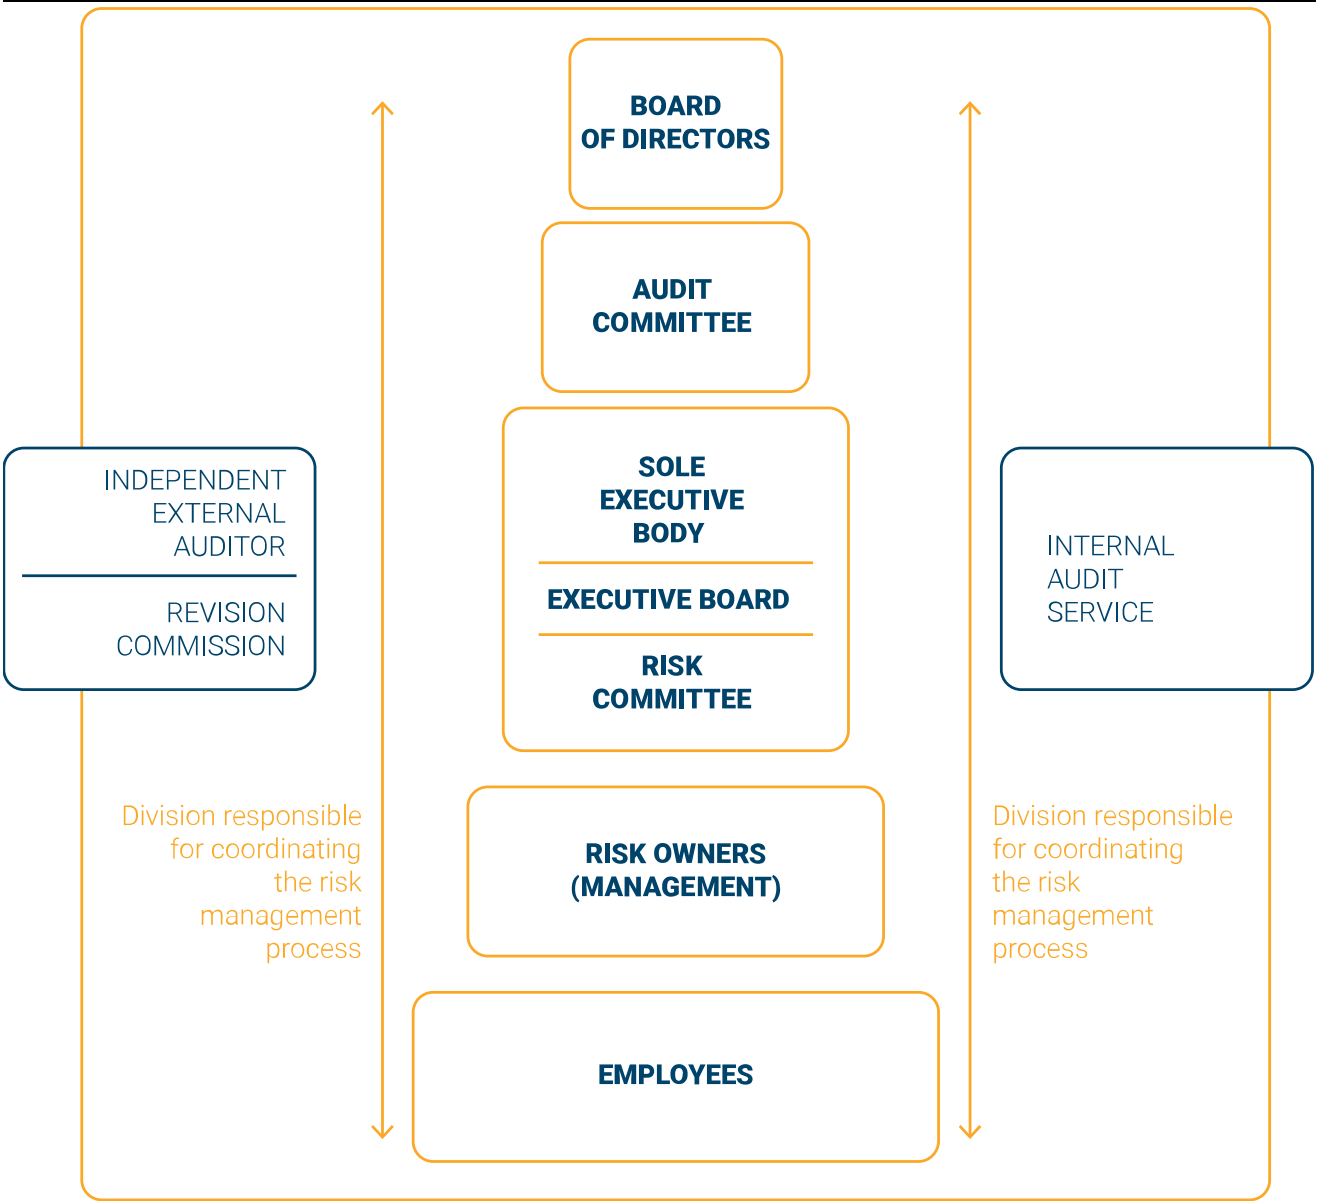 BOARD
OF DIRECTORS
AUDIT
COMMITTEE
SOLE
EXECUTIVE
BODY
EXECUTIVE BOARD
RISK
COMMITTEE
INDEPENDENT
EXTERNAL
AUDITOR
REVISION
COMMISSION
INTERNAL
AUDIT
SERVICE
Division responsible
for coordinating
the risk
management
process
RISK OWNERS
(MANAGEMENT)
Division responsible
for coordinating
the risk
management
process
EMPLOYEES